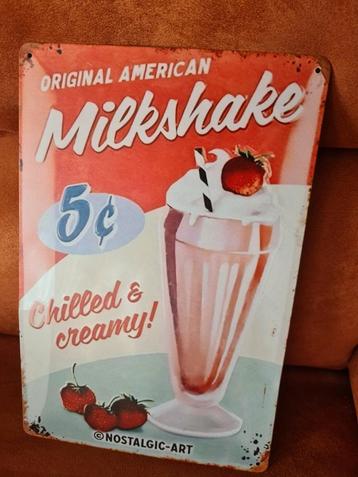 ORIGINAL AMERICAN
Milkshake
5¢
Chilled &
creamy!
©NOSTALGIC-ART